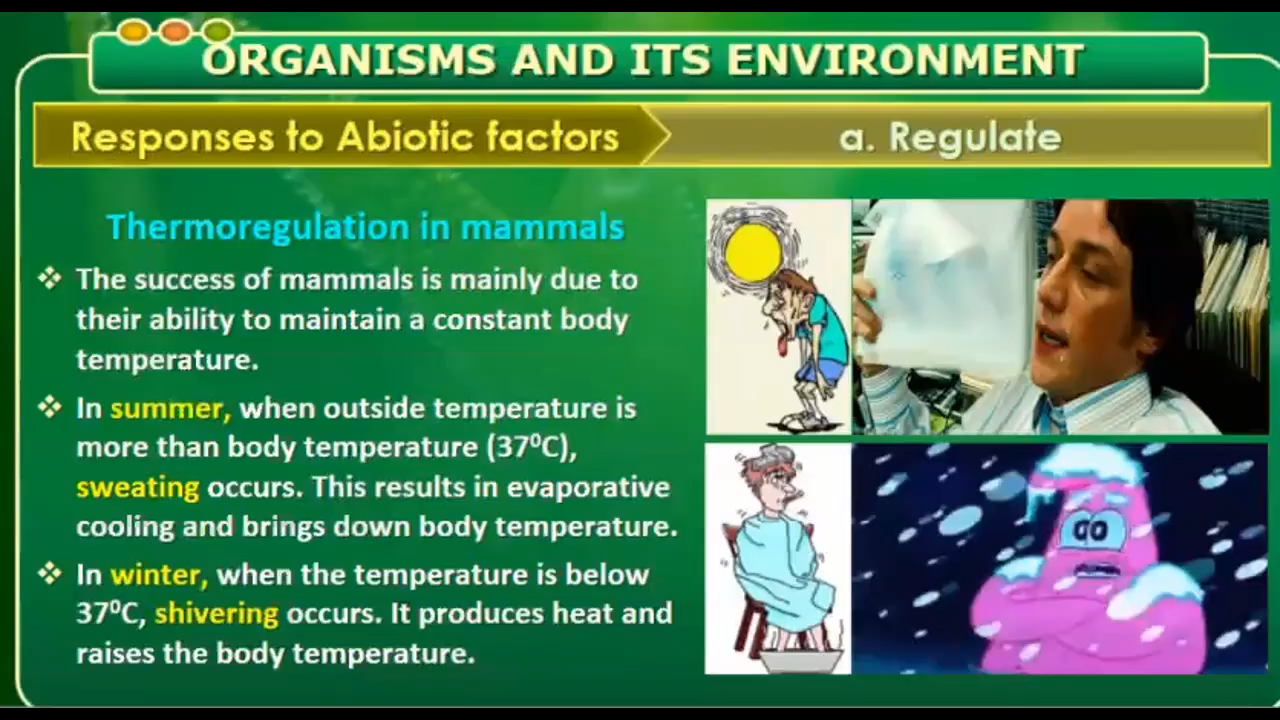 ORGANISMS AND ITS ENVIRONMENT
Responses to Abiotic factors
a. Regulate
Thermoregulation in mammals
❖ The success of mammals is mainly due to
their ability to maintain a constant body
temperature.
❖ In summer, when outside temperature is
more than body temperature (37⁰C),
sweating occurs. This results in evaporative
cooling and brings down body temperature.
❖ In winter, when the temperature is below
37⁰C, shivering occurs. It produces heat and
raises the body temperature.